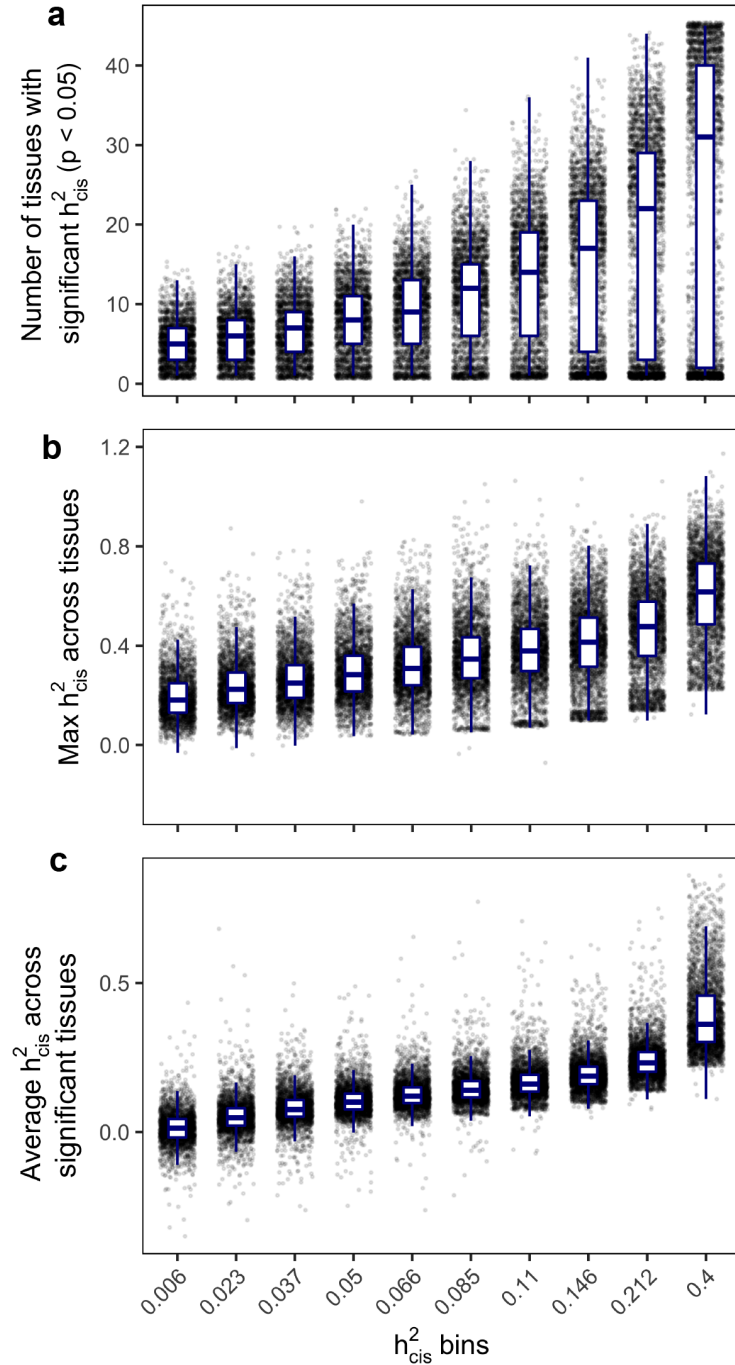 a
Number of tissues with
significant h²cis (p < 0.05)
40
30
20
10
0
b
Max h²cis across tissues
1.2
0.8
0.4
0.0
c
Average h²cis across
significant tissues
0.5
0.0
0.006 0.023 0.037 0.05 0.066 0.085 0.11 0.146 0.212 0.4
h²cis bins